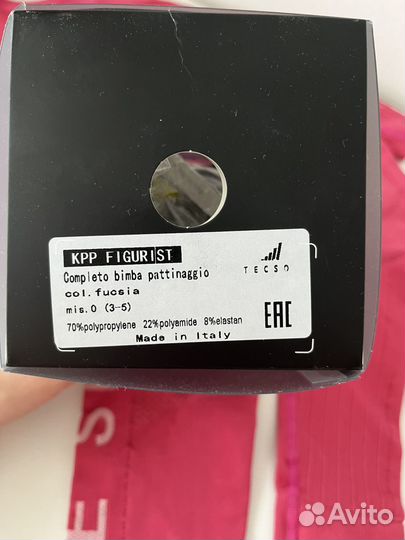 KPP FIGURIST
Completo bimba pattinaggio
TECSO
col.fucsia
mis.0 (3-5)
70%polypropylene 22%polyamide 8%elastan
EAC
Made in Italy
S
E
Avito